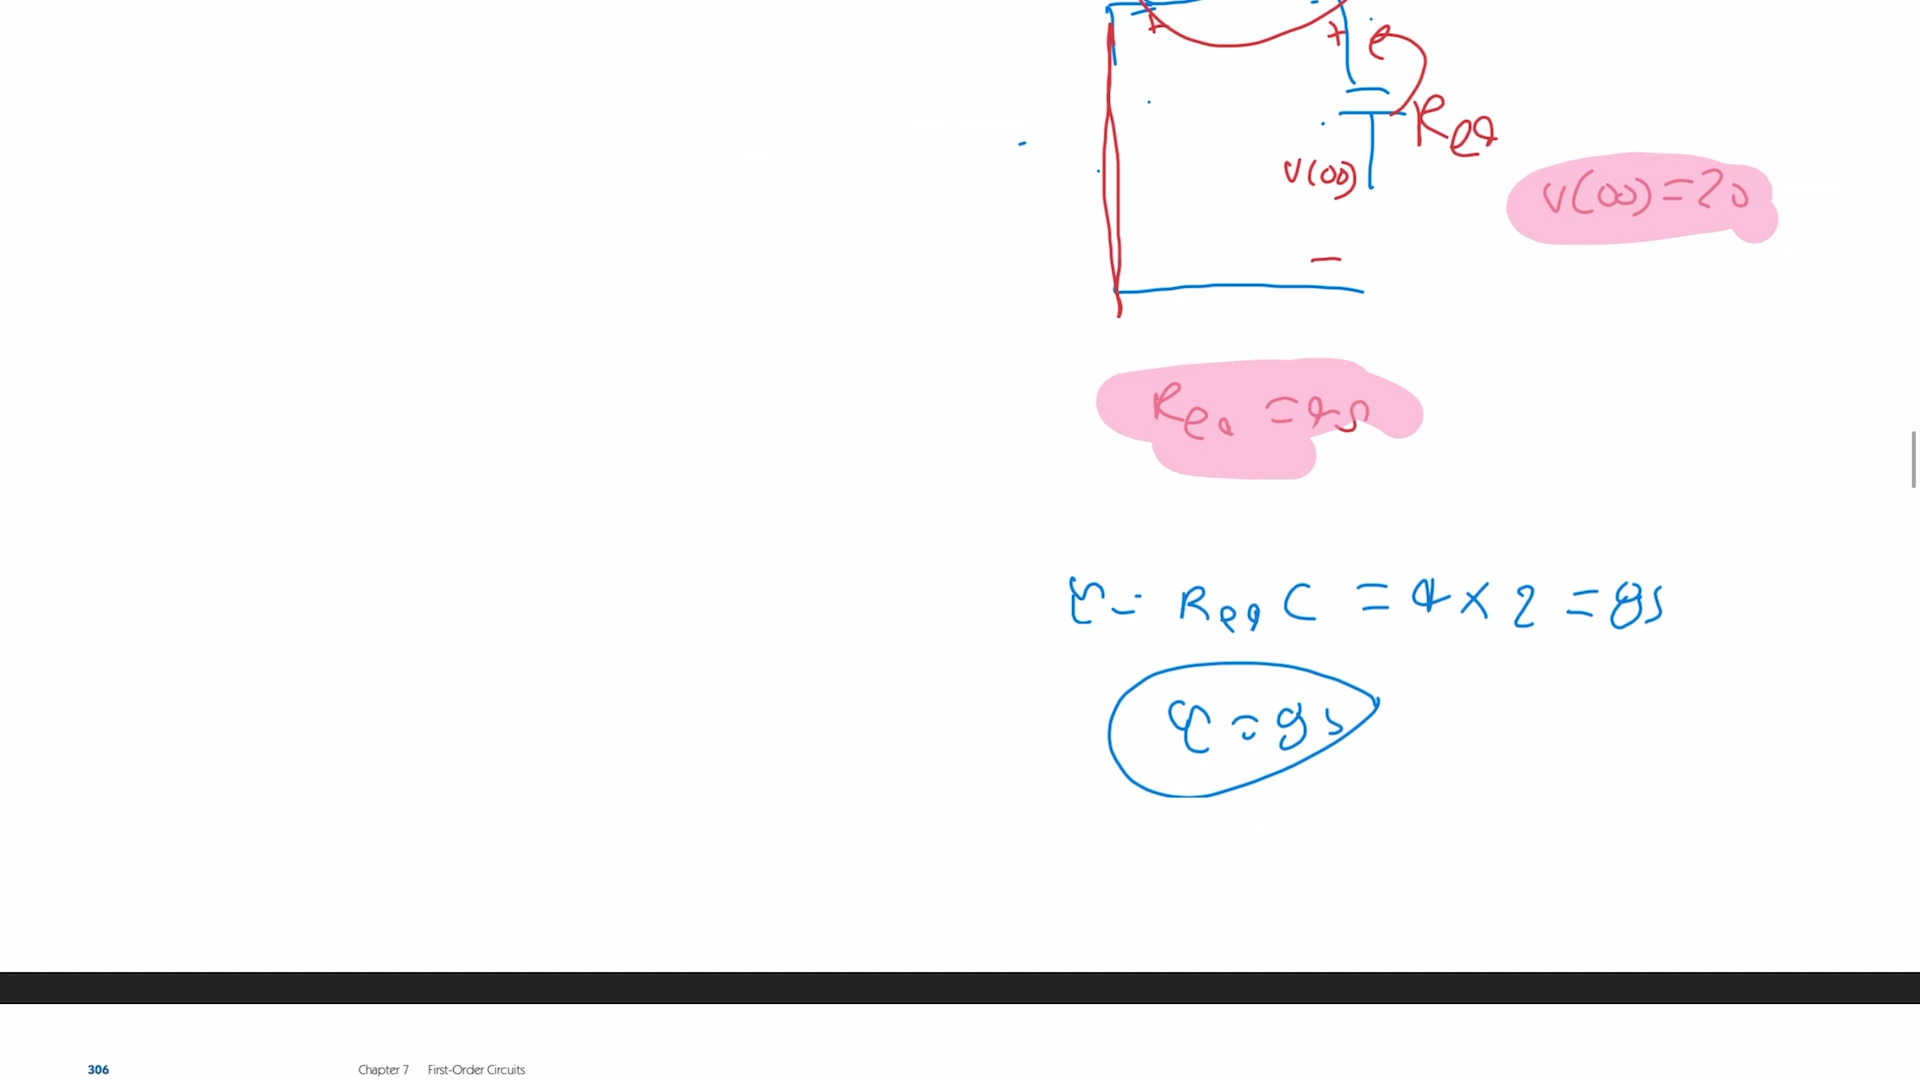 + +
Req
V(∞)
v(∞)=20
−
Req =4Ω
τ= Req C = 4 × 2 = 8s
τ = 8s
306 Chapter 7 First-Order Circuits